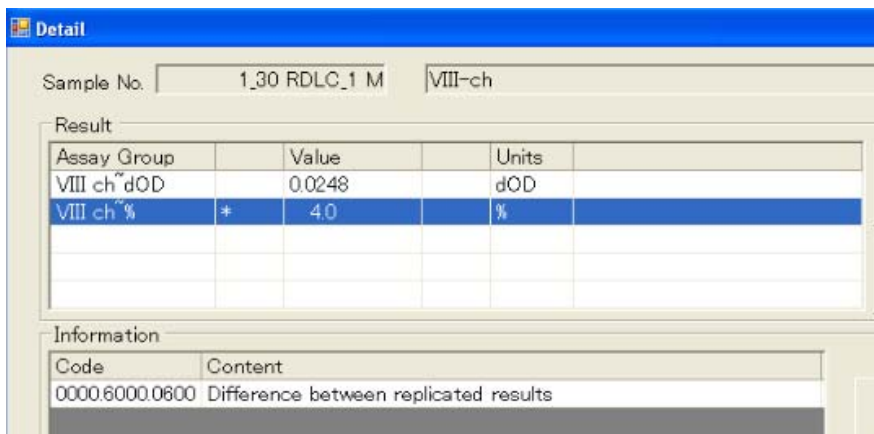 Detail
Sample No. 1_30 RDLC_1 M VIII-ch
Result
Assay Group Value Units
VIII ch~dOD 0.0248 dOD
VIII ch~% * 4.0 %
Information
Code Content
0000.6000.0600 Difference between replicated results